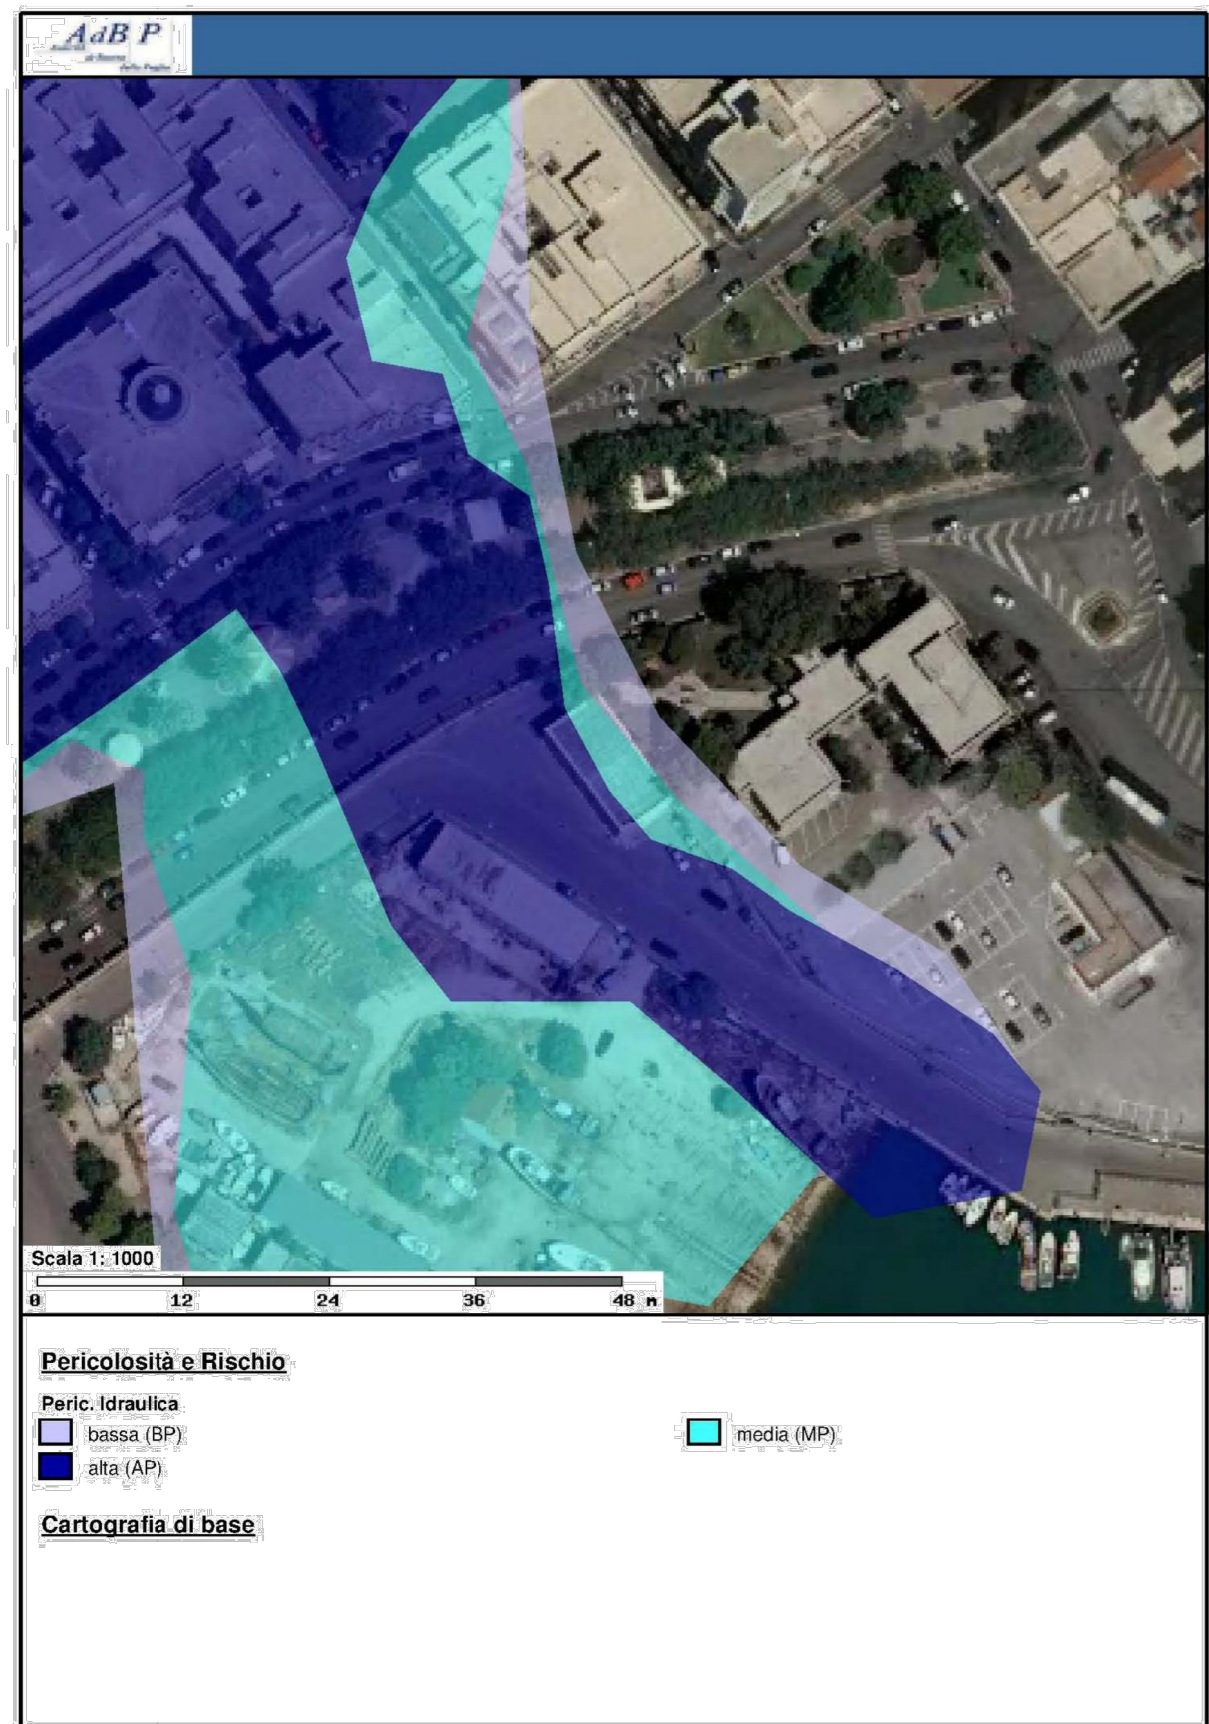 AdB P
Scala 1: 1000
0 12 24 36 48 m
Pericolosità e Rischio
Peric. Idraulica
bassa (BP)
media (MP)
alta (AP)
Cartografia di base